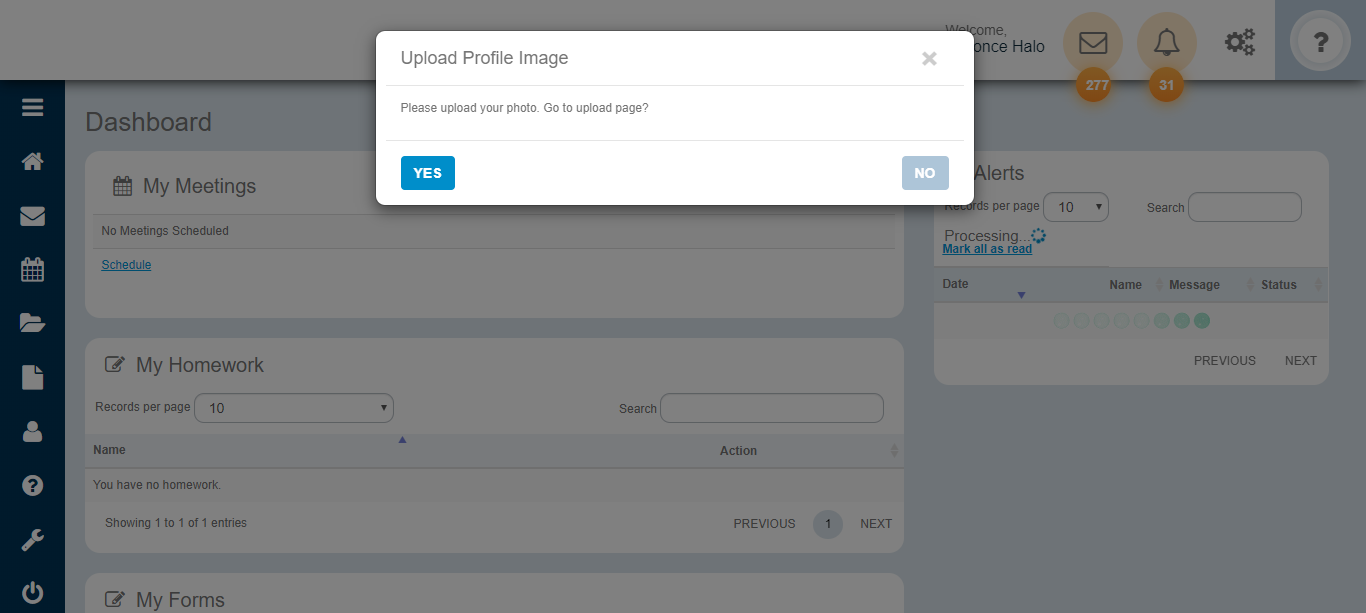 Welcome,
once Halo
?
277
31
Upload Profile Image
×
Please upload your photo. Go to upload page?
YES
NO
Dashboard
My Meetings
No Meetings Scheduled
Schedule
My Homework
Records per page 10
Search
Name
Action
You have no homework.
Showing 1 to 1 of 1 entries
PREVIOUS 1 NEXT
My Forms
Alerts
Records per page 10
Search
Processing...
Mark all as read
Date Name Message Status
PREVIOUS NEXT